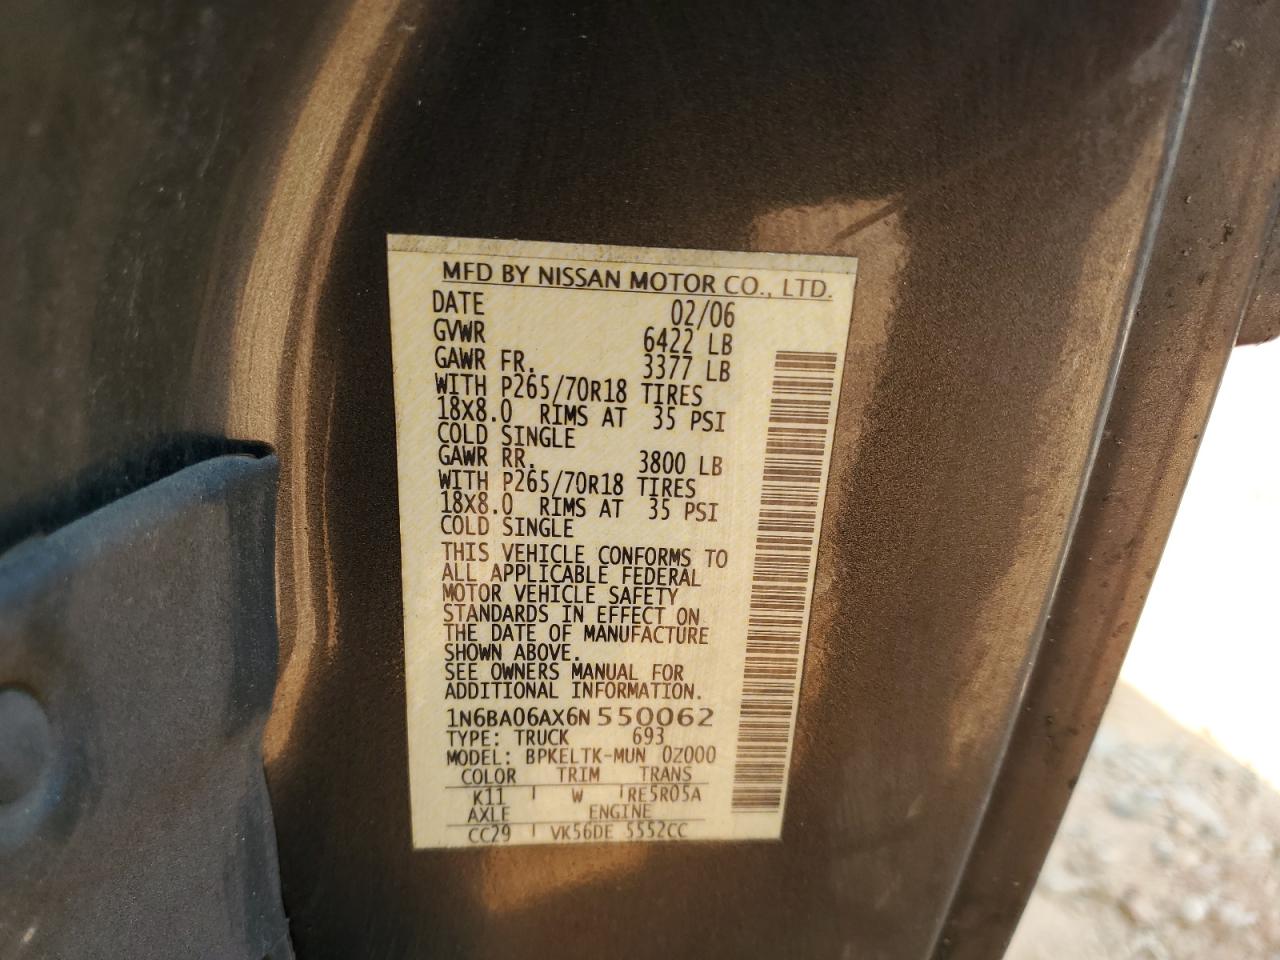 MFD BY NISSAN MOTOR CO., LTD.
DATE 02/06
GVWR 6422 LB
GAWR FR. 3377 LB
WITH P265/70R18 TIRES
18X8.0 RIMS AT 35 PSI
COLD SINGLE
GAWR RR. 3800 LB
WITH P265/70R18 TIRES
18X8.0 RIMS AT 35 PSI
COLD SINGLE
THIS VEHICLE CONFORMS TO
ALL APPLICABLE FEDERAL
MOTOR VEHICLE SAFETY
STANDARDS IN EFFECT ON
THE DATE OF MANUFACTURE
SHOWN ABOVE.
SEE OWNERS MANUAL FOR
ADDITIONAL INFORMATION.
1N6BA06AX6N550062
TYPE: TRUCK 693
MODEL: BPKELTK-MUN 0Z000
COLOR TRIM TRANS
K11 W RE5R05A
AXLE ENGINE
CC29 VK56DE 5552CC